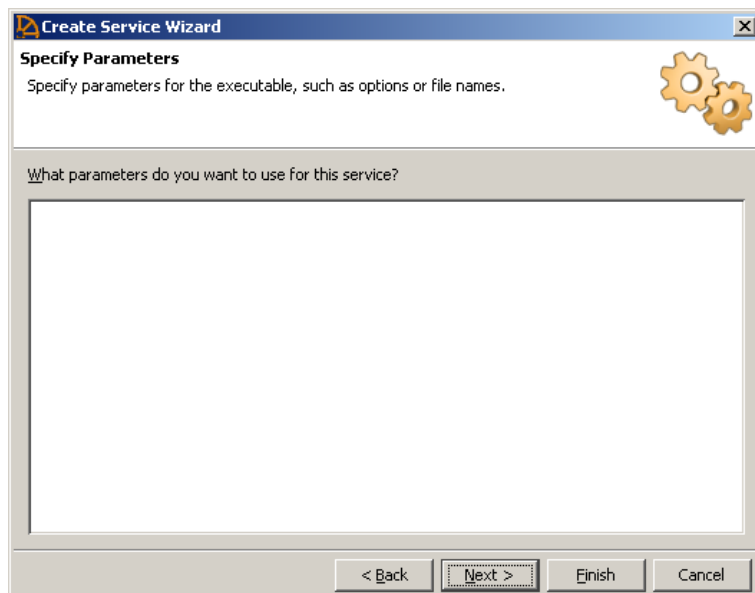 Create Service Wizard
Specify Parameters
Specify parameters for the executable, such as options or file names.
What parameters do you want to use for this service?
< Back
Next >
Finish
Cancel